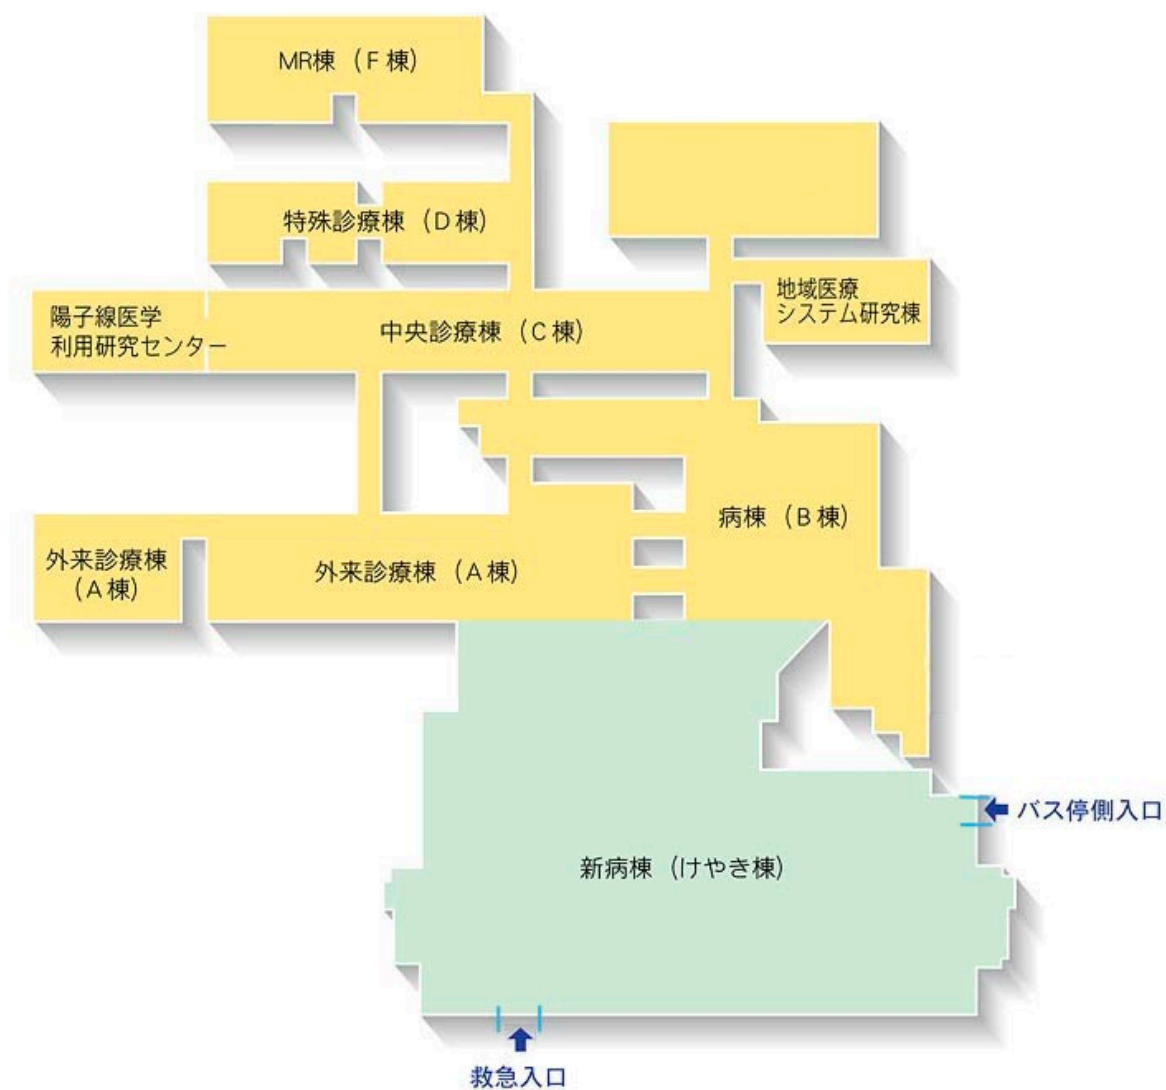 MR棟 (F棟)
特殊診療棟 (D棟)
地域医療
システム研究棟
陽子線医学
利用研究センター
中央診療棟 (C棟)
病棟 (B棟)
外来診療棟
(A棟)
外来診療棟 (A棟)
バス停側入口
新病棟 (けやき棟)
救急入口